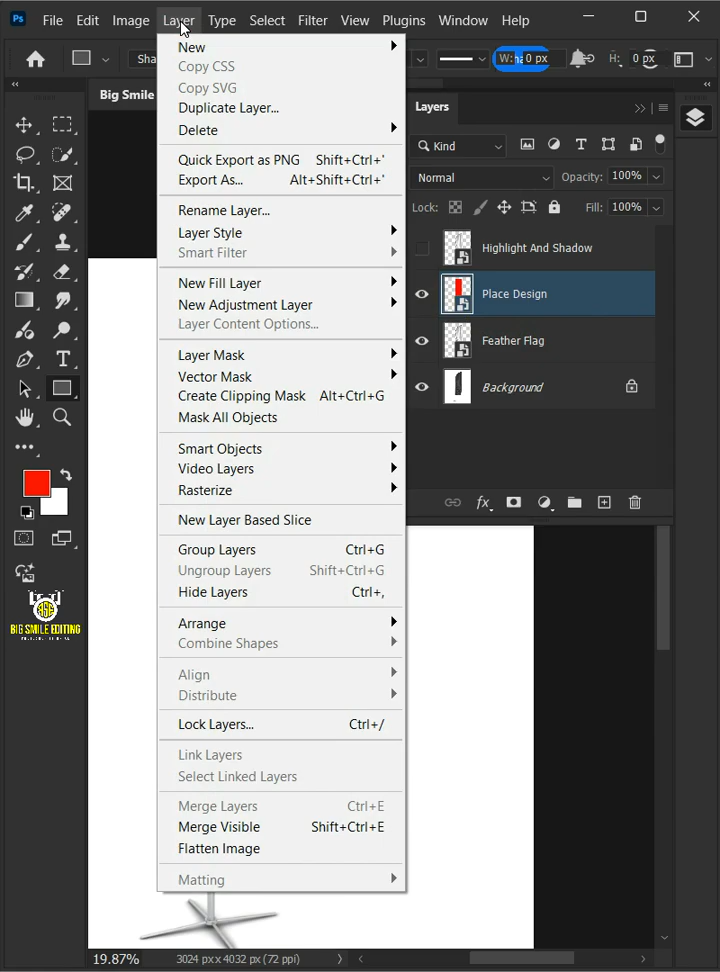 Ps File Edit Image Layer Type Select Filter View Plugins Window Help
Sha
W: 0 px
H: 0 px
Big Smile
New
Copy CSS
Copy SVG
Duplicate Layer...
Delete
Quick Export as PNG Shift+Ctrl+'
Export As... Alt+Shift+Ctrl+'
Rename Layer...
Layer Style
Smart Filter
New Fill Layer
New Adjustment Layer
Layer Content Options...
Layer Mask
Vector Mask
Create Clipping Mask Alt+Ctrl+G
Mask All Objects
Smart Objects
Video Layers
Rasterize
New Layer Based Slice
Group Layers Ctrl+G
Ungroup Layers Shift+Ctrl+G
Hide Layers Ctrl+,
Arrange
Combine Shapes
Align
Distribute
Lock Layers... Ctrl+/
Link Layers
Select Linked Layers
Merge Layers Ctrl+E
Merge Visible Shift+Ctrl+E
Flatten Image
Matting
Layers
Kind
Normal Opacity: 100%
Lock: Fill: 100%
Highlight And Shadow
Place Design
Feather Flag
Background
fx
BSE
BIG SMILE EDITING
19.87% 3024 px x 4032 px (72 ppi)